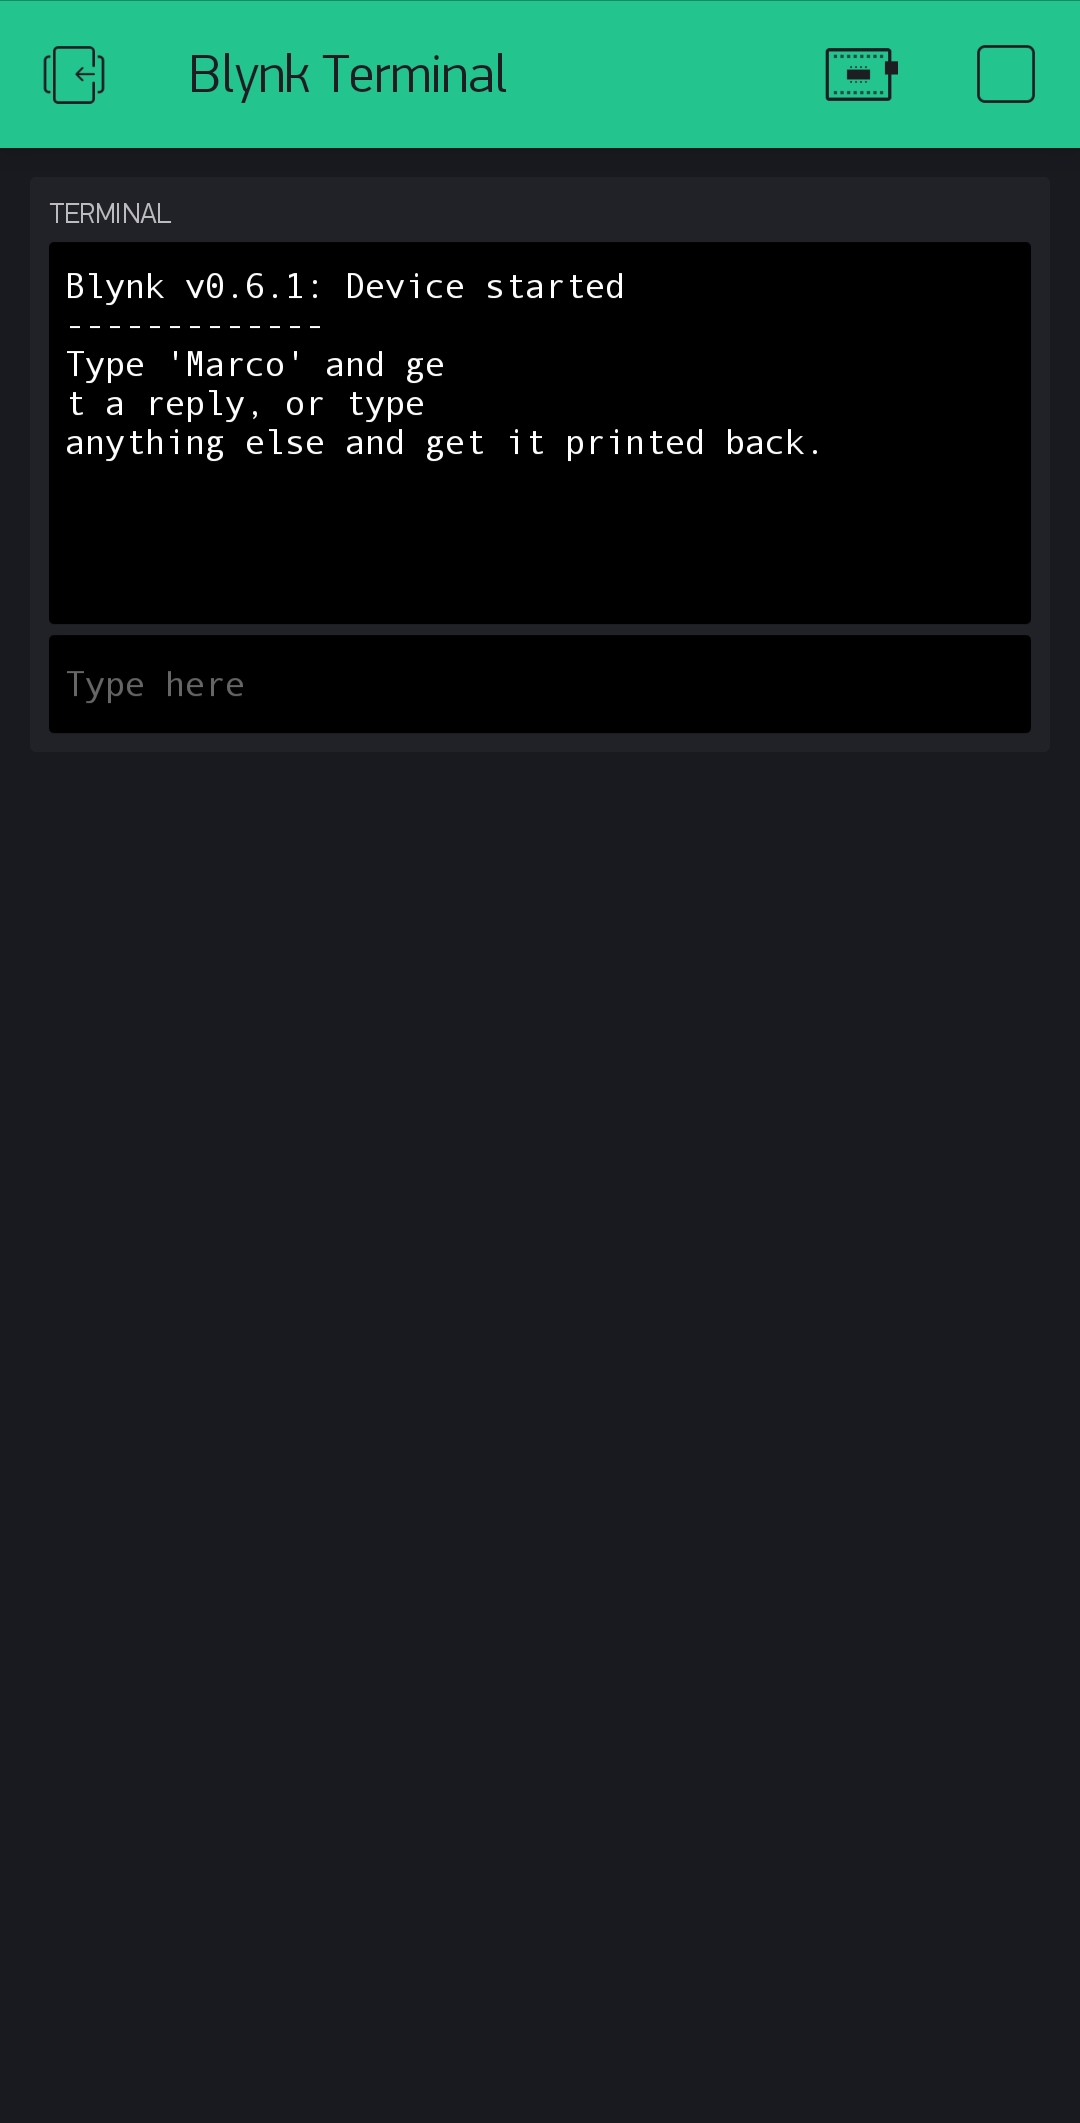 Blynk Terminal
TERMINAL
Blynk v0.6.1: Device started
-------------
Type 'Marco' and ge
t a reply, or type
anything else and get it printed back.
Type here